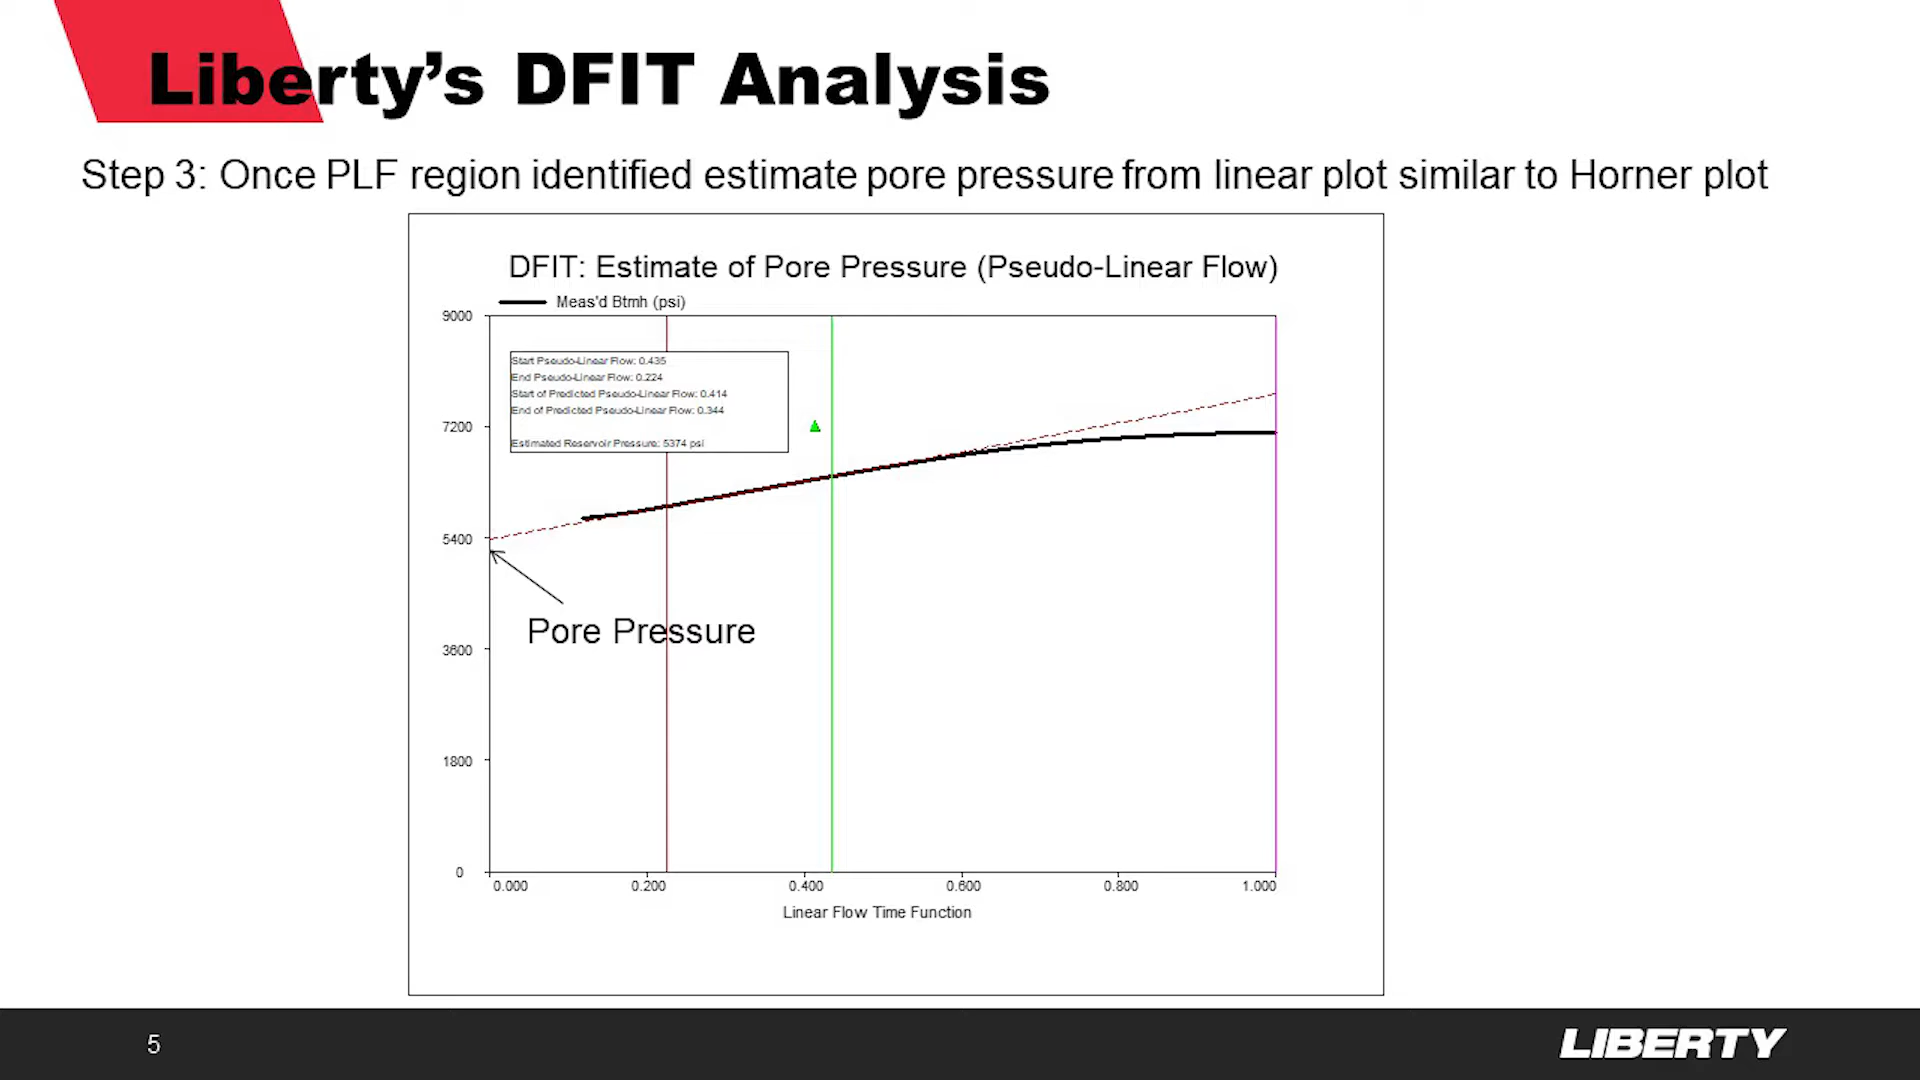 Liberty’s DFIT Analysis
Step 3: Once PLF region identified estimate pore pressure from linear plot similar to Horner plot
DFIT: Estimate of Pore Pressure (Pseudo-Linear Flow)
Meas'd Btmh (psi)
9000
Start Pseudo-Linear Flow: 0.435
End Pseudo-Linear Flow: 0.224
Start of Predicted Pseudo-Linear Flow: 0.414
End of Predicted Pseudo-Linear Flow: 0.344
7200
Estimated Reservoir Pressure: 5374 psi
5400
Pore Pressure
3600
1800
0
0.000 0.200 0.400 0.600 0.800 1.000
Linear Flow Time Function
5
LIBERTY